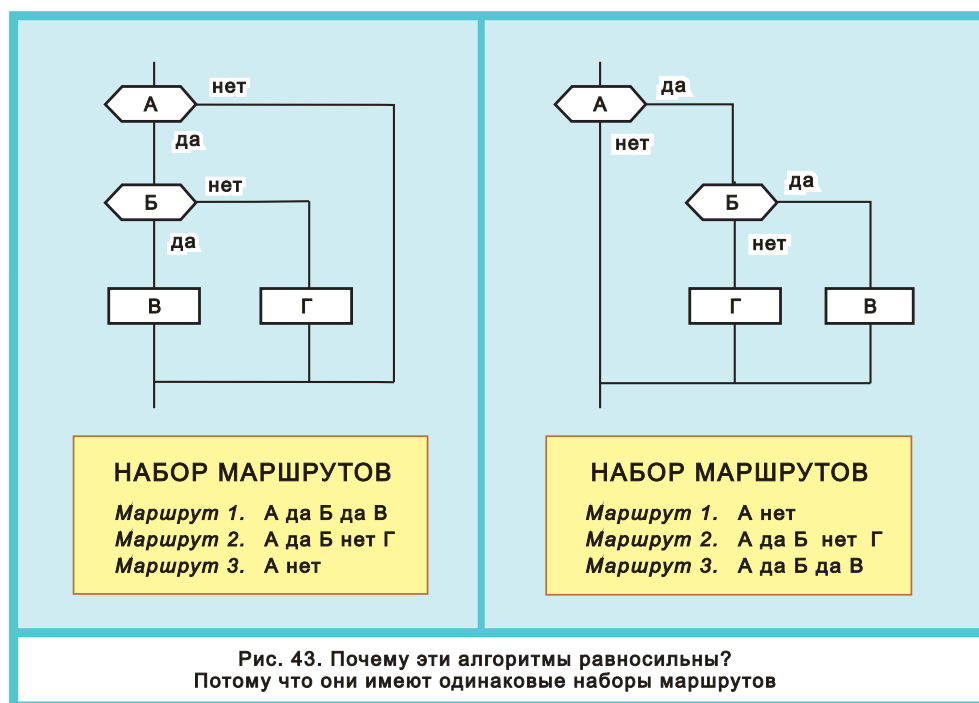 А
нет
да
Б
нет
да
В
Г
НАБОР МАРШРУТОВ
Маршрут 1. А да Б да В
Маршрут 2. А да Б нет Г
Маршрут 3. А нет
А
да
нет
Б
да
нет
Г
В
НАБОР МАРШРУТОВ
Маршрут 1. А нет
Маршрут 2. А да Б нет Г
Маршрут 3. А да Б да В
Рис. 43. Почему эти алгоритмы равносильны?
Потому что они имеют одинаковые наборы маршрутов